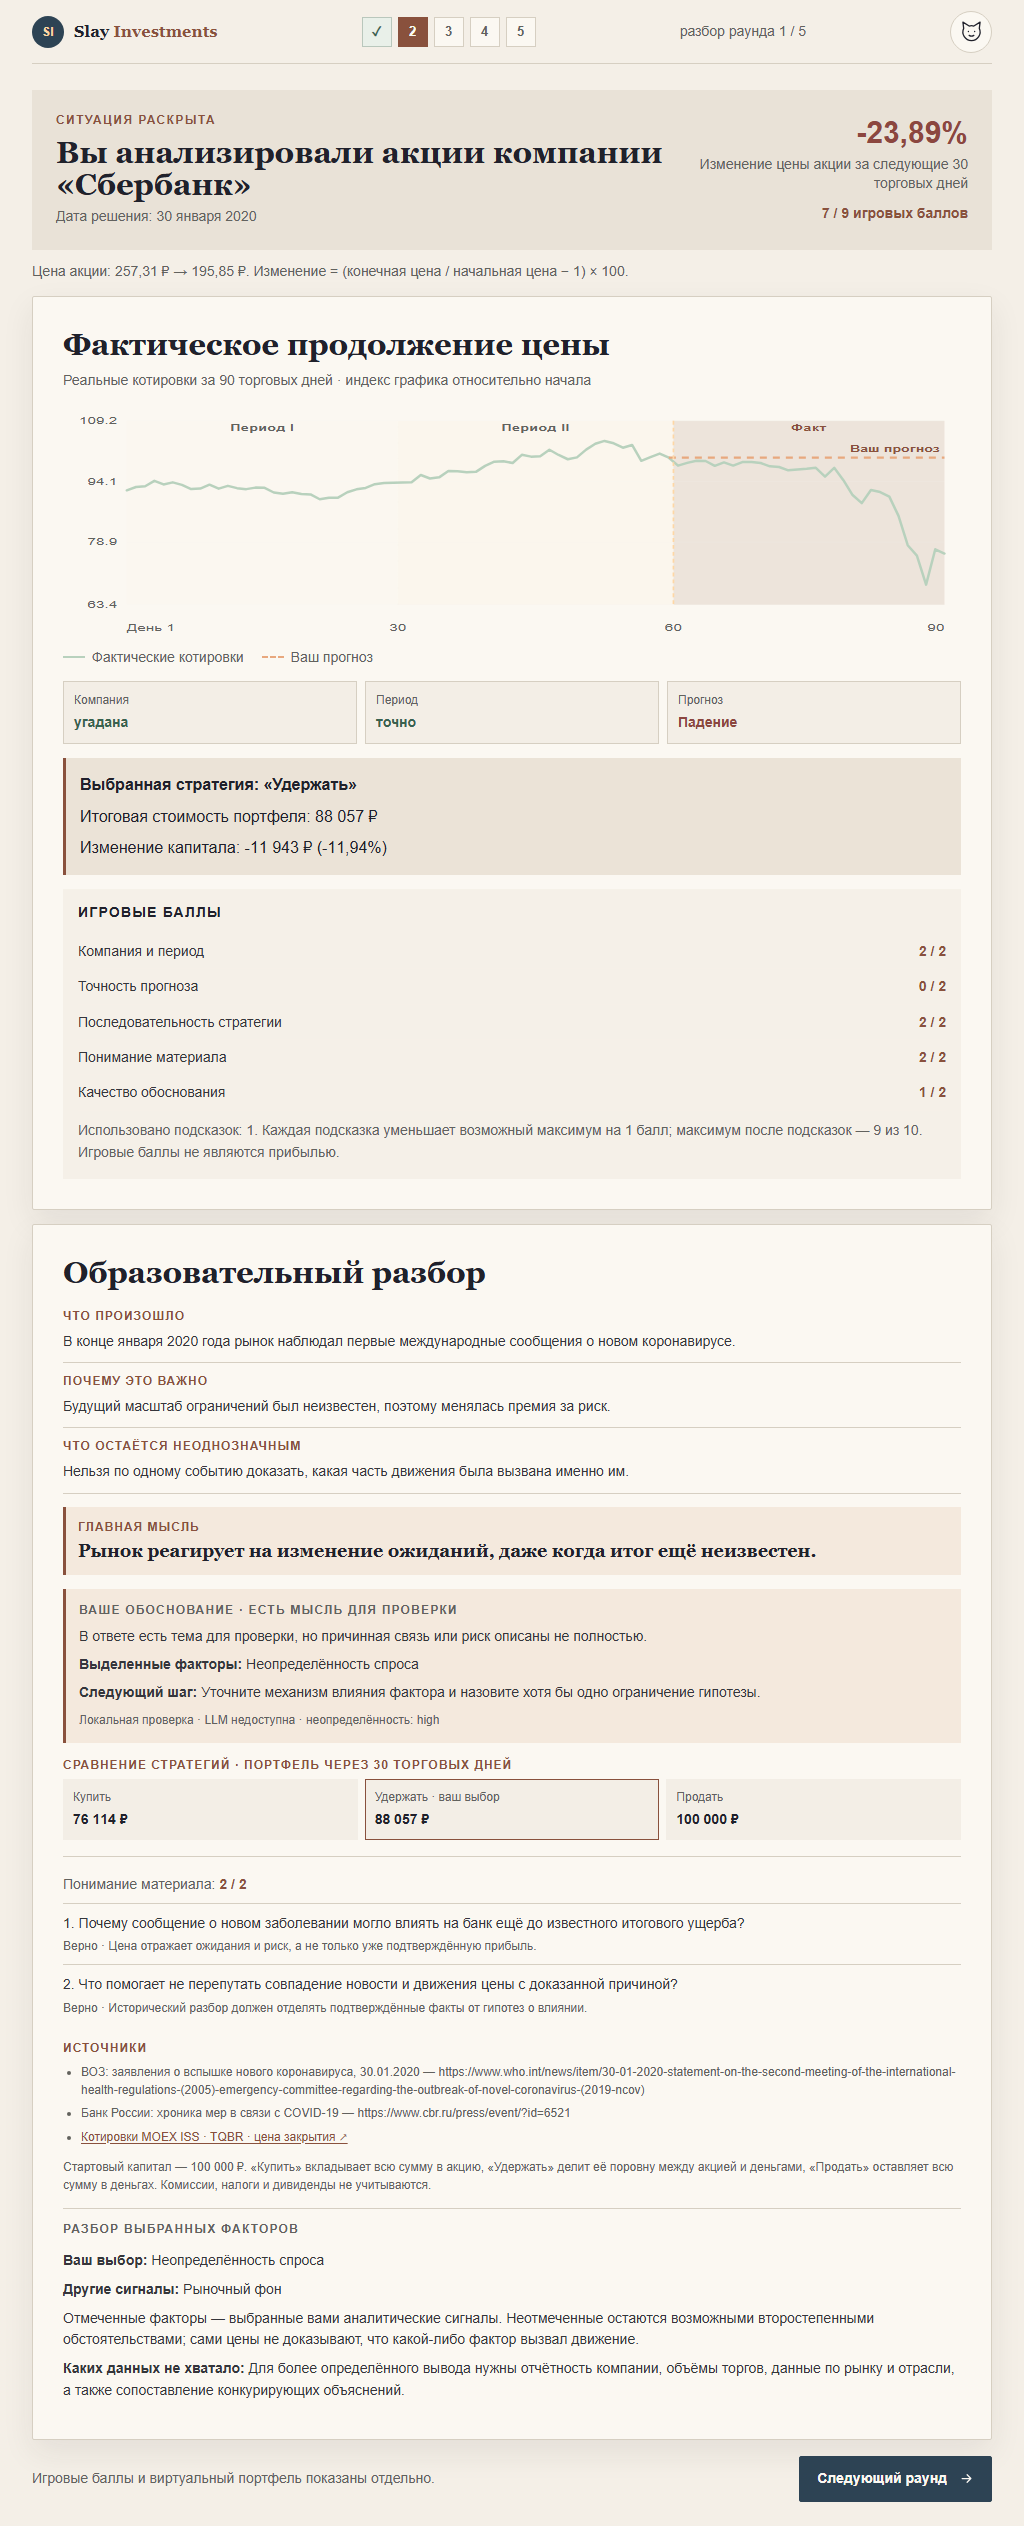 SI
Slay Investments
✓ 2 3 4 5
разбор раунда 1 / 5
СИТУАЦИЯ РАСКРЫТА
Вы анализировали акции компании
«Сбербанк»
Дата решения: 30 января 2020
-23,89%
Изменение цены акции за следующие 30
торговых дней
7 / 9 игровых баллов
Цена акции: 257,31 ₽ → 195,85 ₽. Изменение = (конечная цена / начальная цена − 1) × 100.
Фактическое продолжение цены
Реальные котировки за 90 торговых дней · индекс графика относительно начала
109.2
94.1
78.9
63.4
Период I
Период II
Факт
Ваш прогноз
День 1
30
60
90
Фактические котировки
Ваш прогноз
Компания
угадана
Период
точно
Прогноз
Падение
Выбранная стратегия: «Удержать»
Итоговая стоимость портфеля: 88 057 ₽
Изменение капитала: -11 943 ₽ (-11,94%)
ИГРОВЫЕ БАЛЛЫ
Компания и период 2 / 2
Точность прогноза 0 / 2
Последовательность стратегии 2 / 2
Понимание материала 2 / 2
Качество обоснования 1 / 2
Использовано подсказок: 1. Каждая подсказка уменьшает возможный максимум на 1 балл; максимум после подсказок — 9 из 10.
Игровые баллы не являются прибылью.
Образовательный разбор
ЧТО ПРОИЗОШЛО
В конце января 2020 года рынок наблюдал первые международные сообщения о новом коронавирусе.
ПОЧЕМУ ЭТО ВАЖНО
Будущий масштаб ограничений был неизвестен, поэтому менялась премия за риск.
ЧТО ОСТАЁТСЯ НЕОДНОЗНАЧНЫМ
Нельзя по одному событию доказать, какая часть движения была вызвана именно им.
ГЛАВНАЯ МЫСЛЬ
Рынок реагирует на изменение ожиданий, даже когда итог ещё неизвестен.
ВАШЕ ОБОСНОВАНИЕ · ЕСТЬ МЫСЛЬ ДЛЯ ПРОВЕРКИ
В ответе есть тема для проверки, но причинная связь или риск описаны не полностью.
Выделенные факторы: Неопределённость спроса
Следующий шаг: Уточните механизм влияния фактора и назовите хотя бы одно ограничение гипотезы.
Локальная проверка · LLM недоступна · неопределённость: high
СРАВНЕНИЕ СТРАТЕГИЙ · ПОРТФЕЛЬ ЧЕРЕЗ 30 ТОРГОВЫХ ДНЕЙ
Купить
76 114 ₽
Удержать · ваш выбор
88 057 ₽
Продать
100 000 ₽
Понимание материала: 2 / 2
1. Почему сообщение о новом заболевании могло влиять на банк ещё до известного итогового ущерба?
Верно · Цена отражает ожидания и риск, а не только уже подтверждённую прибыль.
2. Что помогает не перепутать совпадение новости и движения цены с доказанной причиной?
Верно · Исторический разбор должен отделять подтверждённые факты от гипотез о влиянии.
ИСТОЧНИКИ
• ВОЗ: заявления о вспышке нового коронавируса, 30.01.2020 — https://www.who.int/news/item/30-01-2020-statement-on-the-second-meeting-of-the-international-
health-regulations-(2005)-emergency-committee-regarding-the-outbreak-of-novel-coronavirus-(2019-ncov)
• Банк России: хроника мер в связи с COVID-19 — https://www.cbr.ru/press/event/?id=6521
• Котировки MOEX ISS · TQBR · цена закрытия ↗
Стартовый капитал — 100 000 ₽. «Купить» вкладывает всю сумму в акцию, «Удержать» делит её поровну между акцией и деньгами, «Продать» оставляет всю
сумму в деньгах. Комиссии, налоги и дивиденды не учитываются.
РАЗБОР ВЫБРАННЫХ ФАКТОРОВ
Ваш выбор: Неопределённость спроса
Другие сигналы: Рыночный фон
Отмеченные факторы — выбранные вами аналитические сигналы. Неотмеченные остаются возможными второстепенными
обстоятельствами; сами цены не доказывают, что какой-либо фактор вызвал движение.
Каких данных не хватало: Для более определённого вывода нужны отчётность компании, объёмы торгов, данные по рынку и отрасли,
а также сопоставление конкурирующих объяснений.
Игровые баллы и виртуальный портфель показаны отдельно.
Следующий раунд →